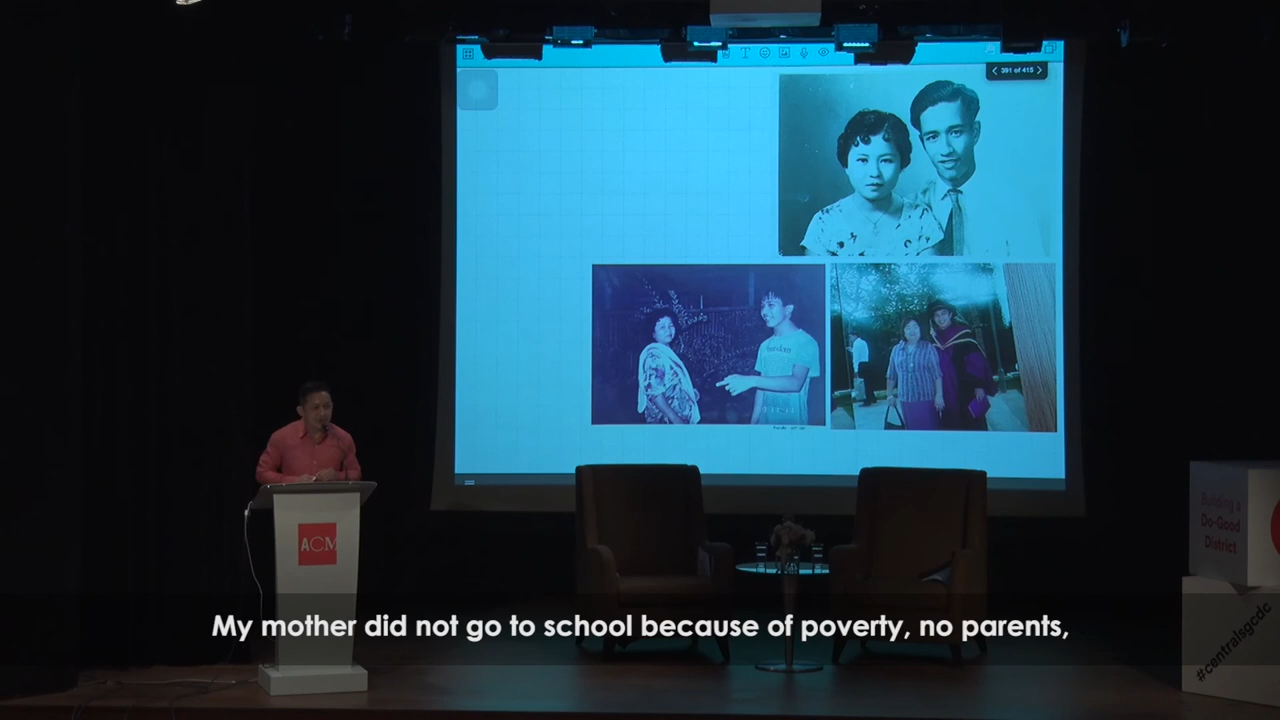 391 of 415
ACM
Building a
Do-Good
District
#centralsgcdc
My mother did not go to school because of poverty, no parents,